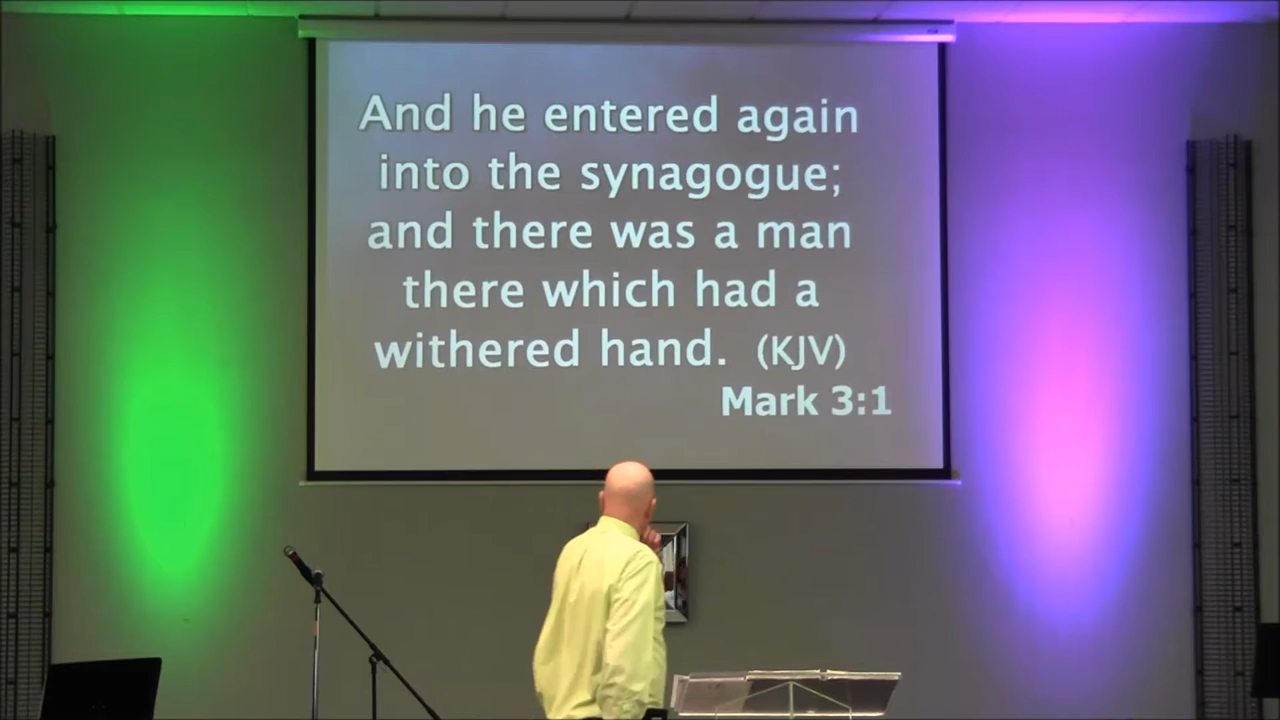 And he entered again
into the synagogue;
and there was a man
there which had a
withered hand. (KJV)
Mark 3:1